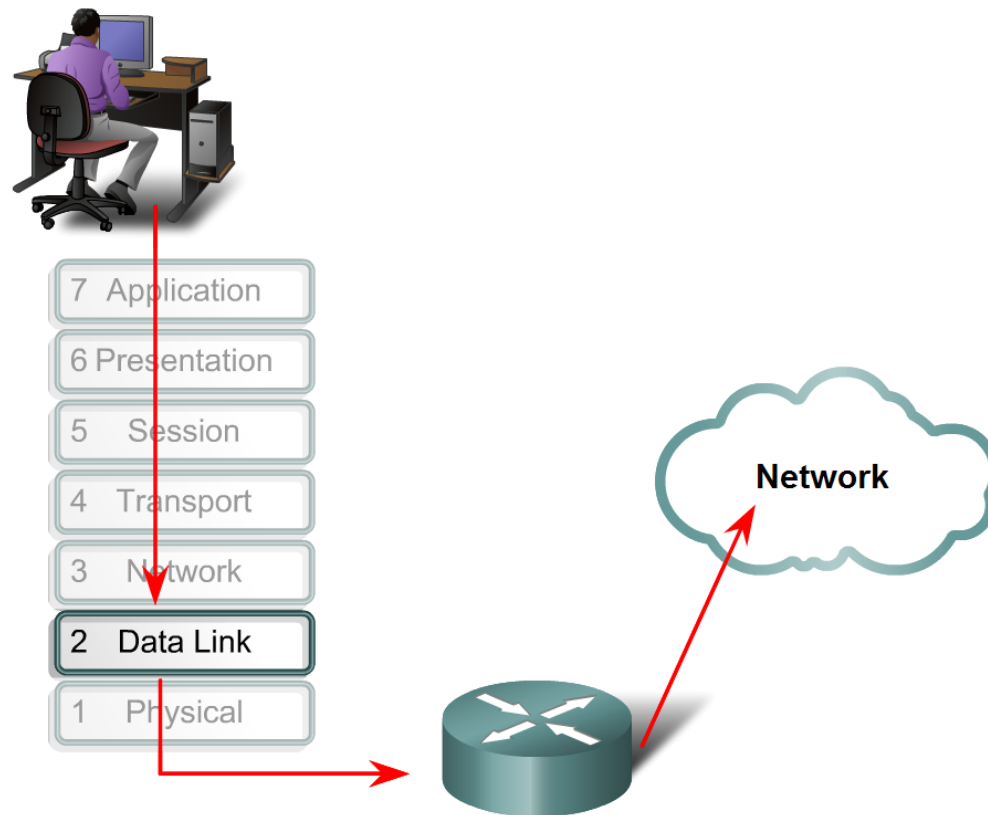 7 Application
6 Presentation
5 Session
4 Transport
3 Network
2 Data Link
1 Physical
Network